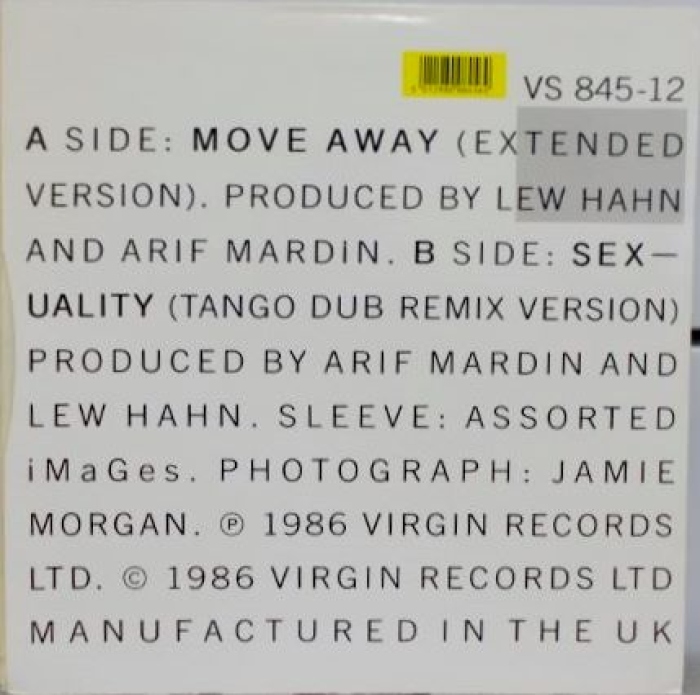 VS 845-12
A SIDE: MOVE AWAY (EXTENDED
VERSION). PRODUCED BY LEW HAHN
AND ARIF MARDiN. B SIDE: SEX—
UALITY (TANGO DUB REMIX VERSION)
PRODUCED BY ARIF MARDIN AND
LEW HAHN. SLEEVE: ASSORTED
iMaGes. PHOTOGRAPH: JAMIE
MORGAN. ℗ 1986 VIRGIN RECORDS
LTD. © 1986 VIRGIN RECORDS LTD
MANUFACTURED IN THE UK